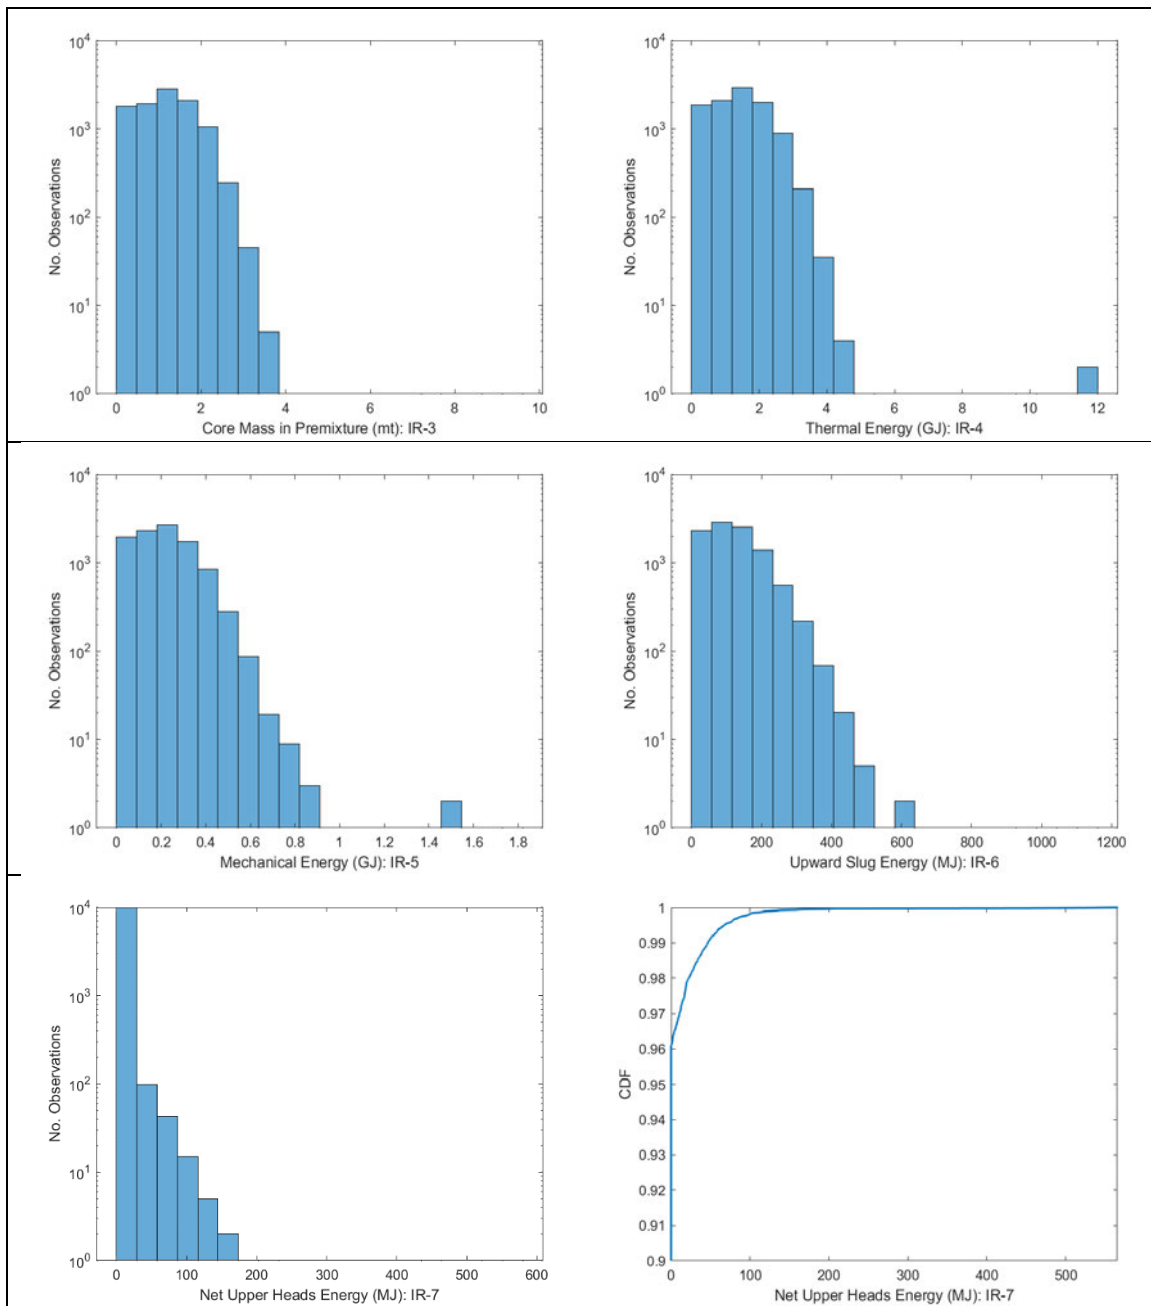 10^4
10^3
10^2
10^1
10^0
No. Observations
0 2 4 6 8 10
Core Mass in Premixture (mt): IR-3
10^4
10^3
10^2
10^1
10^0
No. Observations
0 2 4 6 8 10 12
Thermal Energy (GJ): IR-4
10^4
10^3
10^2
10^1
10^0
No. Observations
0 0.2 0.4 0.6 0.8 1 1.2 1.4 1.6 1.8
Mechanical Energy (GJ): IR-5
10^4
10^3
10^2
10^1
10^0
No. Observations
0 200 400 600 800 1000 1200
Upward Slug Energy (MJ): IR-6
10^4
10^3
10^2
10^1
10^0
No. Observations
0 100 200 300 400 500 600
Net Upper Heads Energy (MJ): IR-7
1
0.99
0.98
0.97
0.96
0.95
0.94
0.93
0.92
0.91
0.9
CDF
0 100 200 300 400 500
Net Upper Heads Energy (MJ): IR-7